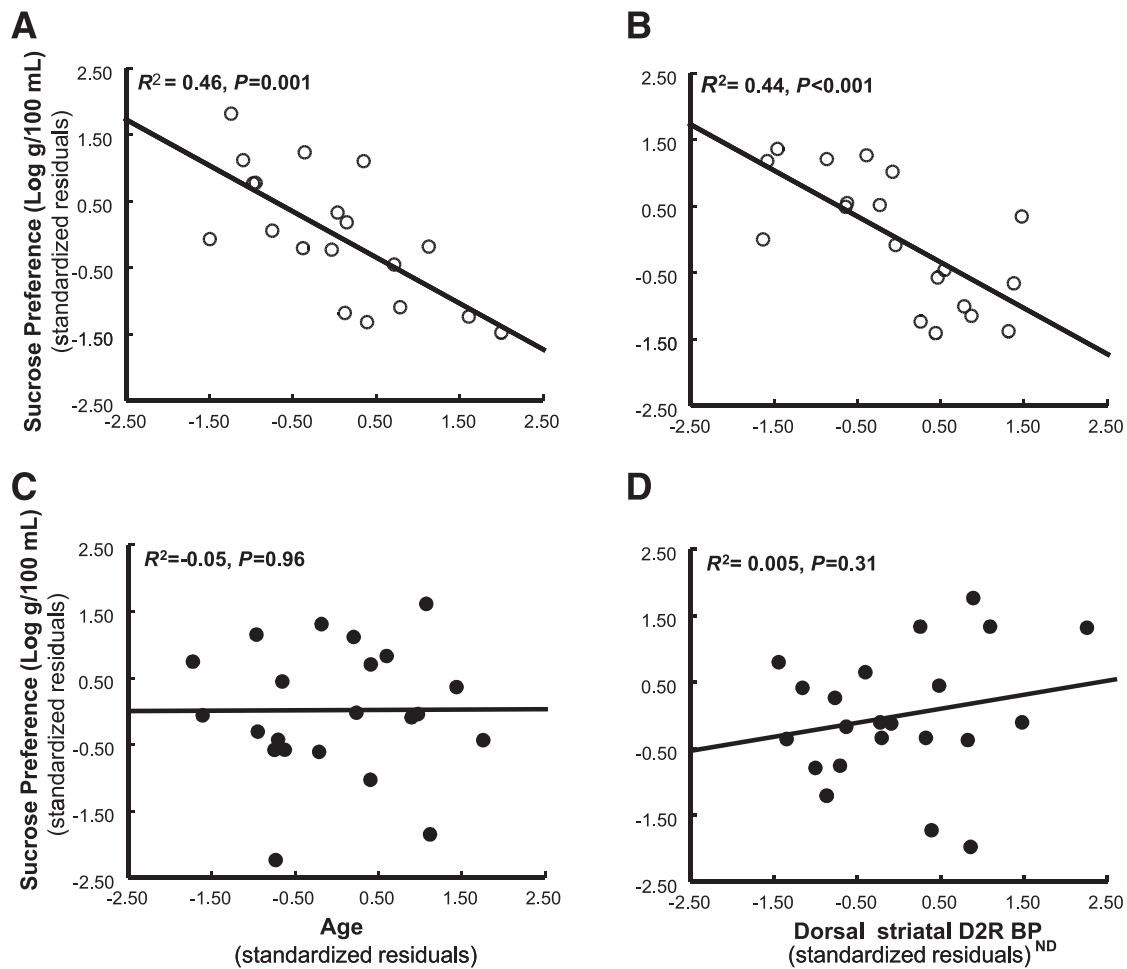 A
Sucrose Preference (Log g/100 mL)
(standardized residuals)
R² = 0.46, P=0.001
2.50
1.50
0.50
-0.50
-1.50
-2.50
-2.50 -1.50 -0.50 0.50 1.50 2.50
B
R²= 0.44, P<0.001
2.50
1.50
0.50
-0.50
-1.50
-2.50
-2.50 -1.50 -0.50 0.50 1.50 2.50
C
Sucrose Preference (Log g/100 mL)
(standardized residuals)
R²=-0.05, P=0.96
2.50
1.50
0.50
-0.50
-1.50
-2.50
-2.50 -1.50 -0.50 0.50 1.50 2.50
Age
(standardized residuals)
D
R²= 0.005, P=0.31
2.50
1.50
0.50
-0.50
-1.50
-2.50
-2.50 -1.50 -0.50 0.50 1.50 2.50
Dorsal striatal D2R BP
(standardized residuals) ND